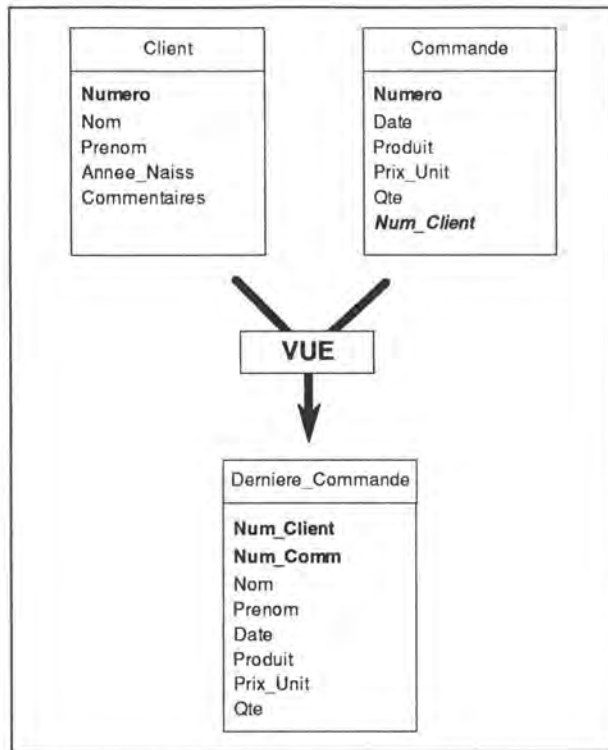 Client
Numero
Nom
Prenom
Annee_Naiss
Commentaires
Commande
Numero
Date
Produit
Prix_Unit
Qte
Num_Client
VUE
Derniere_Commande
Num_Client
Num_Comm
Nom
Prenom
Date
Produit
Prix_Unit
Qte